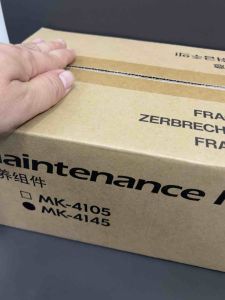 FRA
ZERBRECH
FRA
aintenance
养组件
□ MK-4105
● MK-4145